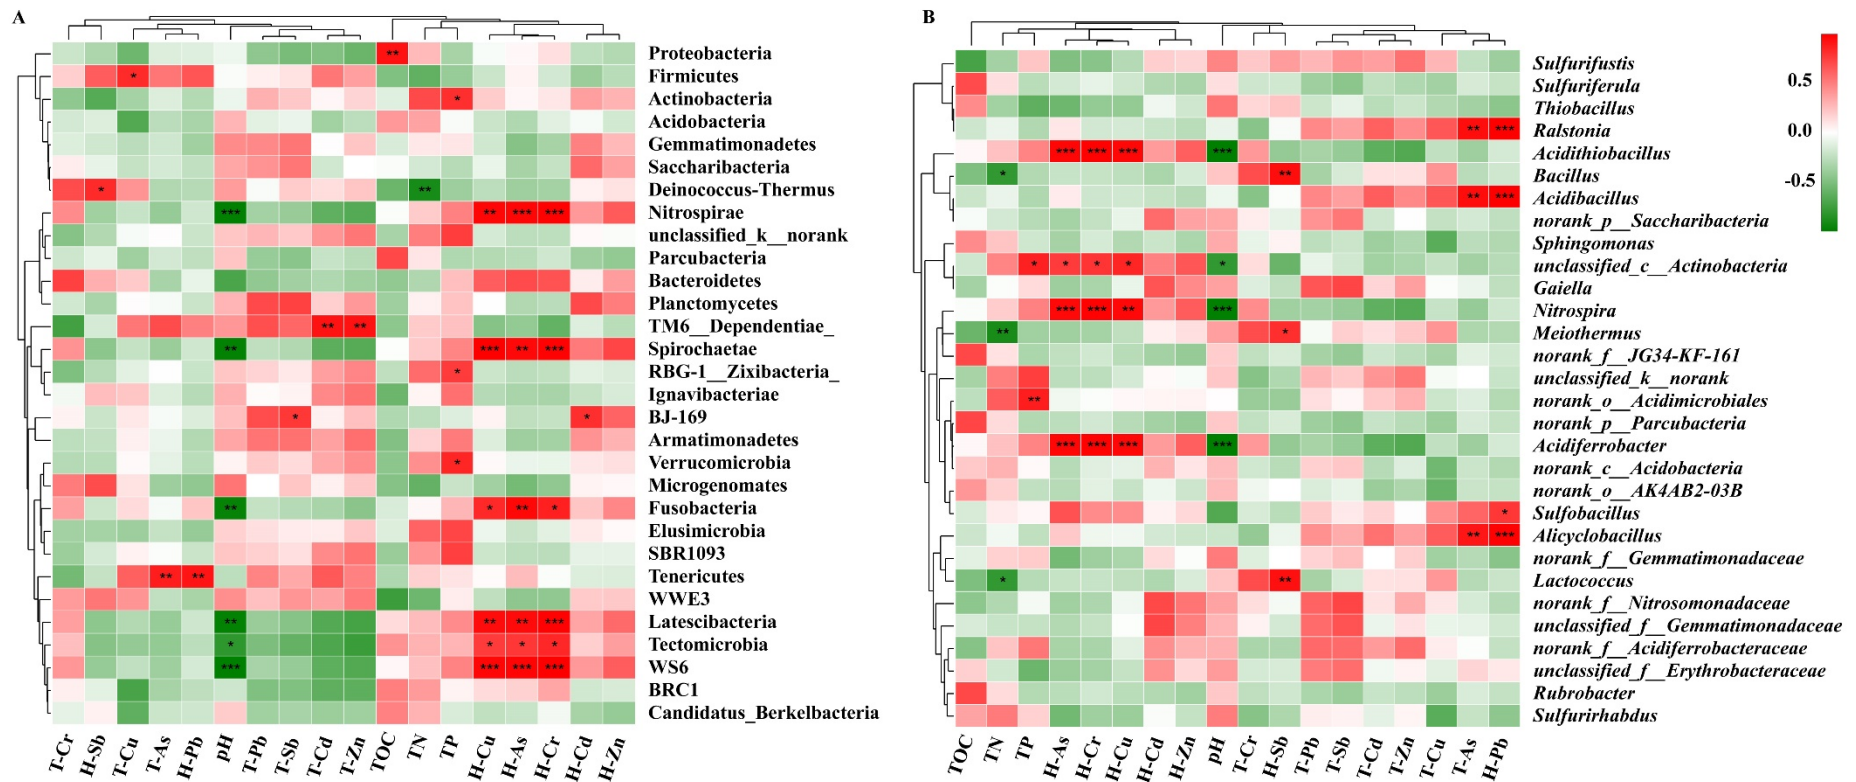 A
Proteobacteria
** 
Firmicutes
*
Actinobacteria
*
Acidobacteria
Gemmatimonadetes
Saccharibacteria
Deinococcus-Thermus
* **
Nitrospirae
*** ** *** ***
unclassified_k__norank
Parcubacteria
Bacteroidetes
Planctomycetes
TM6__Dependentiae_
** **
Spirochaetae
** *** ** ***
RBG-1__Zixibacteria_
*
Ignavibacteriae
BJ-169
* *
Armatimonadetes
Verrucomicrobia
*
Microgenomates
Fusobacteria
** * ** *
Elusimicrobia
SBR1093
Tenericutes
** **
WWE3
Latescibacteria
** ** ** ***
Tectomicrobia
* * * *
WS6
*** *** *** ***
BRC1
Candidatus_Berkelbacteria
T-Cr
H-Sb
T-Cu
T-As
H-Pb
pH
T-Pb
T-Sb
T-Cd
T-Zn
TOC
TN
TP
H-Cu
H-As
H-Cr
H-Cd
H-Zn
B
Sulfurifustis
Sulfuriferula
Thiobacillus
Ralstonia
** ***
Acidithiobacillus
*** *** *** ***
Bacillus
* **
Acidibacillus
** ***
norank_p__Saccharibacteria
Sphingomonas
unclassified_c__Actinobacteria
* * * * *
Gaiella
Nitrospira
*** *** ** ***
Meiothermus
** *
norank_f__JG34-KF-161
unclassified_k__norank
norank_o__Acidimicrobiales
**
norank_p__Parcubacteria
Acidiferrobacter
*** *** *** ***
norank_c__Acidobacteria
norank_o__AK4AB2-03B
Sulfobacillus
*
Alicyclobacillus
** ***
norank_f__Gemmatimonadaceae
Lactococcus
* **
norank_f__Nitrosomonadaceae
unclassified_f__Gemmatimonadaceae
norank_f__Acidiferrobacteraceae
unclassified_f__Erythrobacteraceae
Rubrobacter
Sulfurirhabdus
TOC
TN
TP
H-As
H-Cr
H-Cu
H-Cd
H-Zn
pH
T-Cr
H-Sb
T-Pb
T-Sb
T-Cd
T-Zn
T-Cu
T-As
H-Pb
0.5
0.0
-0.5